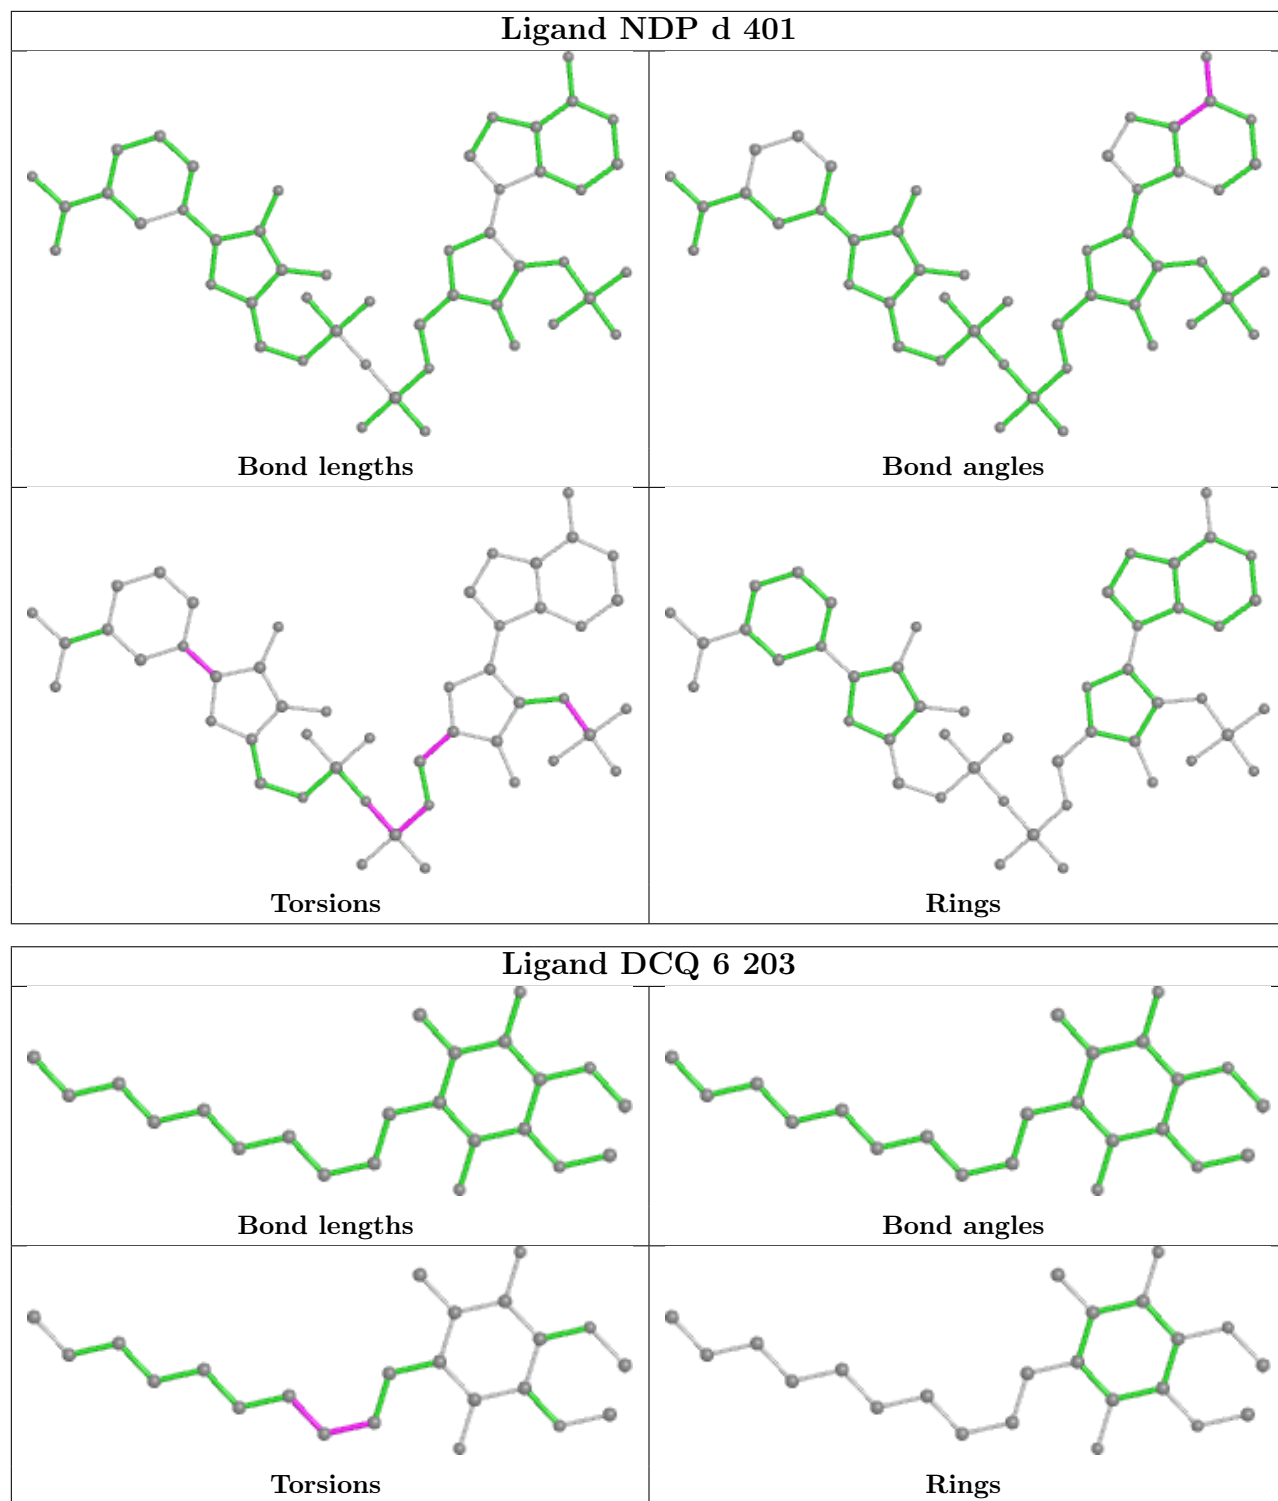 Ligand NDP d 401
Bond lengths
Bond angles
Torsions
Rings
Ligand DCQ 6 203
Bond lengths
Bond angles
Torsions
Rings